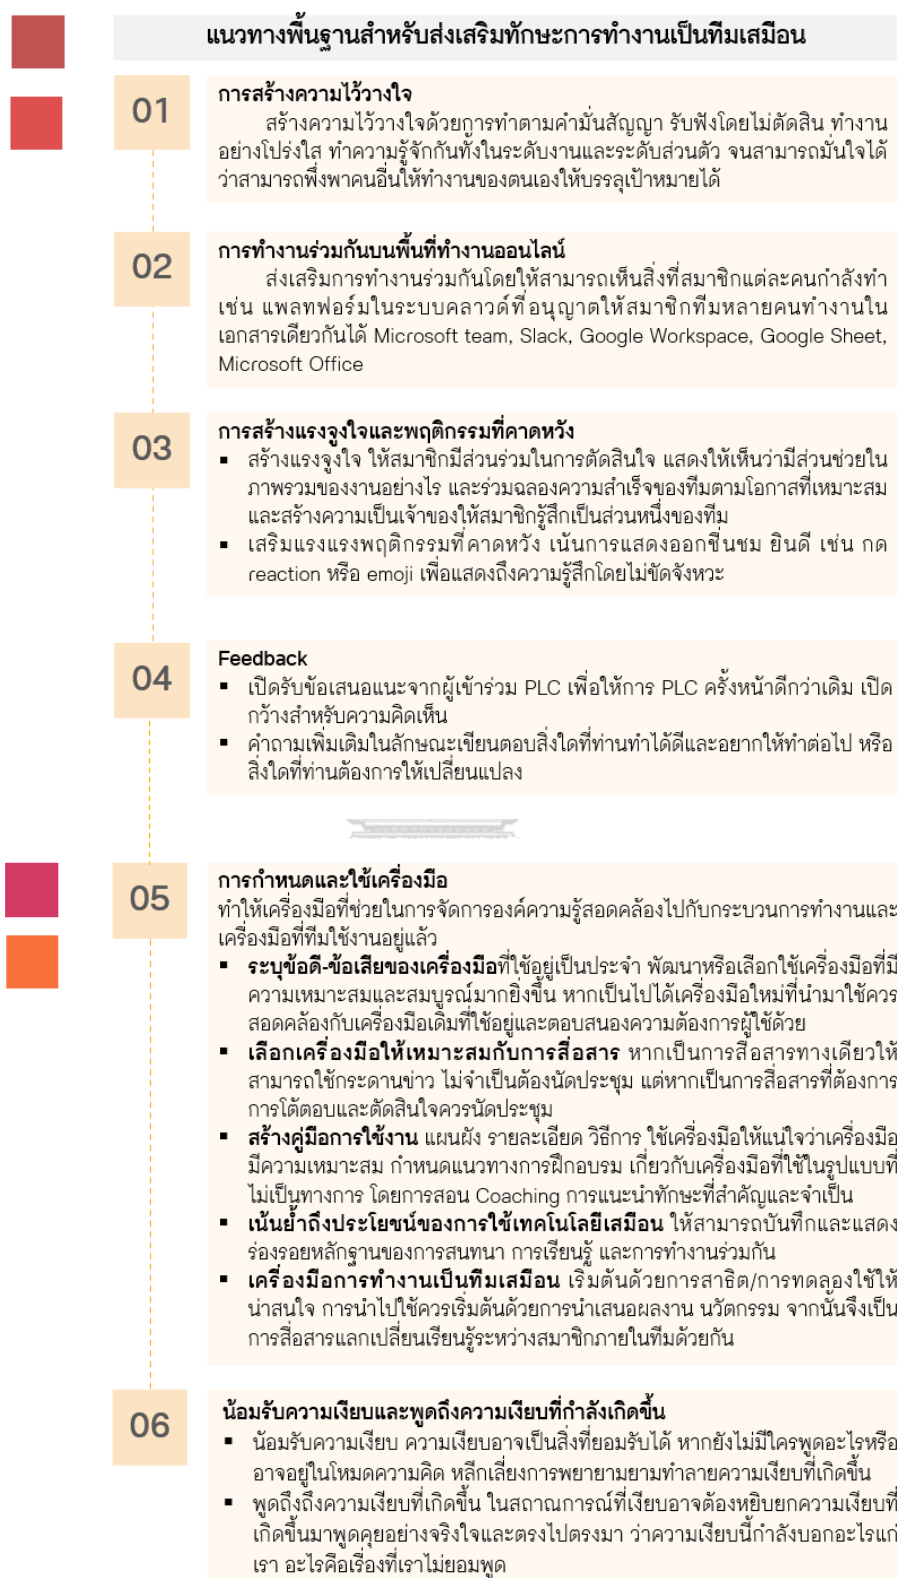 แนวทางพื้นฐานสำหรับส่งเสริมทักษะการทำงานเป็นทีมเสมือน
01
การสร้างความไว้วางใจ
สร้างความไว้วางใจด้วยการทำตามคำมั่นสัญญา รับฟังโดยไม่ตัดสิน ทำงาน
อย่างโปร่งใส ทำความรู้จักกันทั้งในระดับงานและระดับส่วนตัว จนสามารถมั่นใจได้
ว่าสามารถพึ่งพาคนอื่นให้ทำงานของตนเองให้บรรลุเป้าหมายได้
02
การทำงานร่วมกันบนพื้นที่ทำงานออนไลน์
ส่งเสริมการทำงานร่วมกันโดยให้สามารถเห็นสิ่งที่สมาชิกแต่ละคนกำลังทำ
เช่น แพลทฟอร์มในระบบคลาวด์ที่อนุญาตให้สมาชิกทีมหลายคนทำงานใน
เอกสารเดียวกันได้ Microsoft team, Slack, Google Workspace, Google Sheet,
Microsoft Office
03
การสร้างแรงจูงใจและพฤติกรรมที่คาดหวัง
▪ สร้างแรงจูงใจ ให้สมาชิกมีส่วนร่วมในการตัดสินใจ แสดงให้เห็นว่ามีส่วนช่วยใน
ภาพรวมของงานอย่างไร และร่วมฉลองความสำเร็จของทีมตามโอกาสที่เหมาะสม
และสร้างความเป็นเจ้าของให้สมาชิกรู้สึกเป็นส่วนหนึ่งของทีม
▪ เสริมแรงแรงพฤติกรรมที่คาดหวัง เน้นการแสดงออกชื่นชม ยินดี เช่น กด
reaction หรือ emoji เพื่อแสดงถึงความรู้สึกโดยไม่ขัดจังหวะ
04
Feedback
▪ เปิดรับข้อเสนอแนะจากผู้เข้าร่วม PLC เพื่อให้การ PLC ครั้งหน้าดีกว่าเดิม เปิด
กว้างสำหรับความคิดเห็น
▪ คำถามเพิ่มเติมในลักษณะเขียนตอบสิ่งใดที่ท่านทำได้ดีและอยากให้ทำต่อไป หรือ
สิ่งใดที่ท่านต้องการให้เปลี่ยนแปลง
05
การกำหนดและใช้เครื่องมือ
ทำให้เครื่องมือที่ช่วยในการจัดการองค์ความรู้สอดคล้องไปกับกระบวนการทำงานและ
เครื่องมือที่ทีมใช้งานอยู่แล้ว
▪ ระบุข้อดี-ข้อเสียของเครื่องมือที่ใช้อยู่เป็นประจำ พัฒนาหรือเลือกใช้เครื่องมือที่มี
ความเหมาะสมและสมบูรณ์มากยิ่งขึ้น หากเป็นไปได้เครื่องมือใหม่ที่นำมาใช้ควร
สอดคล้องกับเครื่องมือเดิมที่ใช้อยู่และตอบสนองความต้องการผู้ใช้ด้วย
▪ เลือกเครื่องมือให้เหมาะสมกับการสื่อสาร หากเป็นการสื่อสารทางเดียวให้
สามารถใช้กระดานข่าว ไม่จำเป็นต้องนัดประชุม แต่หากเป็นการสื่อสารที่ต้องการ
การโต้ตอบและตัดสินใจควรนัดประชุม
▪ สร้างคู่มือการใช้งาน แผนผัง รายละเอียด วิธีการ ใช้เครื่องมือให้แน่ใจว่าเครื่องมือ
มีความเหมาะสม กำหนดแนวทางการฝึกอบรม เกี่ยวกับเครื่องมือที่ใช้ในรูปแบบที่
ไม่เป็นทางการ โดยการสอน Coaching การแนะนำทักษะที่สำคัญและจำเป็น
▪ เน้นย้ำถึงประโยชน์ของการใช้เทคโนโลยีเสมือน ให้สามารถบันทึกและแสดง
ร่องรอยหลักฐานของการสนทนา การเรียนรู้ และการทำงานร่วมกัน
▪ เครื่องมือการทำงานเป็นทีมเสมือน เริ่มต้นด้วยการสาธิต/การทดลองใช้ให้
น่าสนใจ การนำไปใช้ควรเริ่มต้นด้วยการนำเสนอผลงาน นวัตกรรม จากนั้นจึงเป็น
การสื่อสารแลกเปลี่ยนเรียนรู้ระหว่างสมาชิกภายในทีมด้วยกัน
06
น้อมรับความเงียบและพูดถึงความเงียบที่กำลังเกิดขึ้น
▪ น้อมรับความเงียบ ความเงียบอาจเป็นสิ่งที่ยอมรับได้ หากยังไม่มีใครพูดอะไรหรือ
อาจอยู่ในโหมดความคิด หลีกเลี่ยงการพยายามยามทำลายความเงียบที่เกิดขึ้น
▪ พูดถึงถึงความเงียบที่เกิดขึ้น ในสถาณการณ์ที่เงียบอาจต้องหยิบยกความเงียบที่
เกิดขึ้นมาพูดคุยอย่างจริงใจและตรงไปตรงมา ว่าความเงียบนี้กำลังบอกอะไรแก่
เรา อะไรคือเรื่องที่เราไม่ยอมพูด